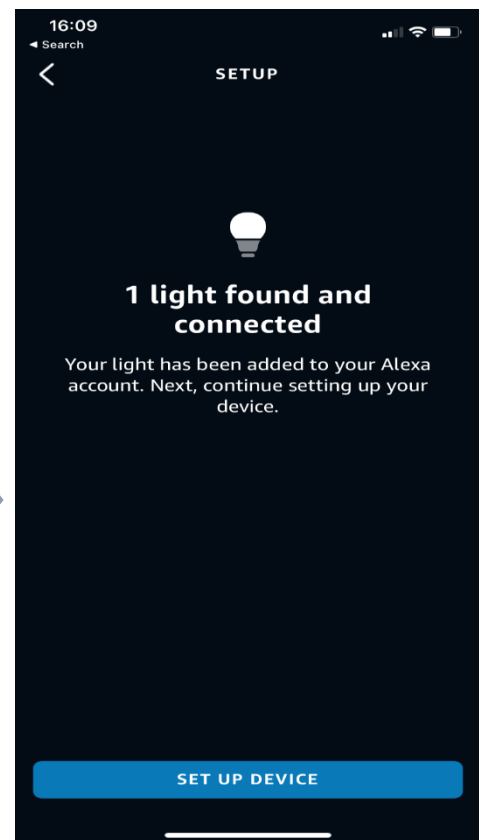 16:09
◄ Search
SETUP
1 light found and
connected
Your light has been added to your Alexa
account. Next, continue setting up your
device.
SET UP DEVICE